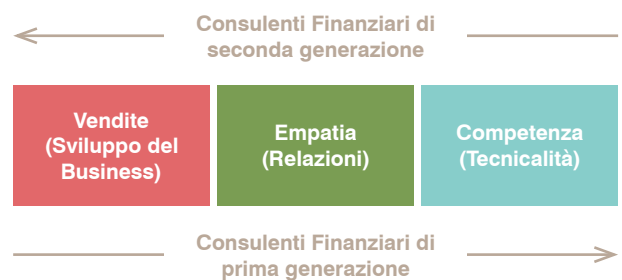 Consulenti Finanziari di
seconda generazione
Vendite
(Sviluppo del
Business)
Empatia
(Relazioni)
Competenza
(Tecnicalità)
Consulenti Finanziari di
prima generazione